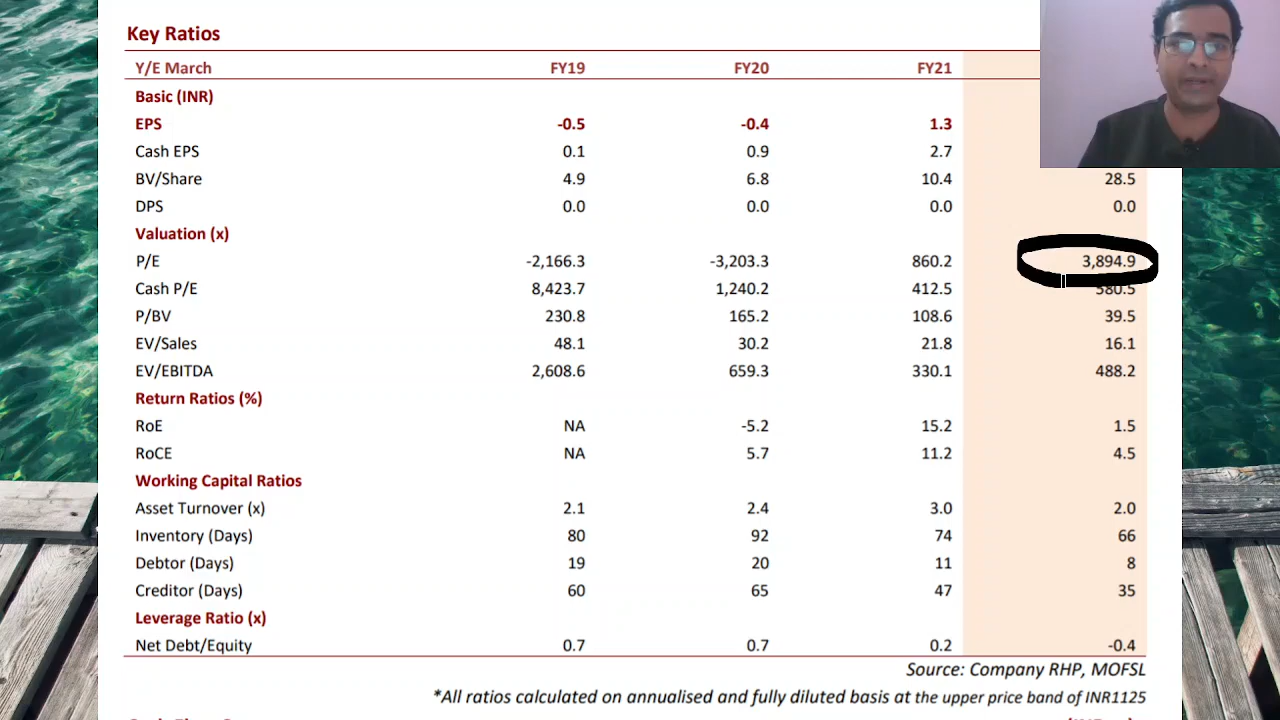 Key Ratios
Y/E March FY19 FY20 FY21
Basic (INR)
EPS -0.5 -0.4 1.3
Cash EPS 0.1 0.9 2.7
BV/Share 4.9 6.8 10.4 28.5
DPS 0.0 0.0 0.0 0.0
Valuation (x)
P/E -2,166.3 -3,203.3 860.2 3,894.9
Cash P/E 8,423.7 1,240.2 412.5 580.5
P/BV 230.8 165.2 108.6 39.5
EV/Sales 48.1 30.2 21.8 16.1
EV/EBITDA 2,608.6 659.3 330.1 488.2
Return Ratios (%)
RoE NA -5.2 15.2 1.5
RoCE NA 5.7 11.2 4.5
Working Capital Ratios
Asset Turnover (x) 2.1 2.4 3.0 2.0
Inventory (Days) 80 92 74 66
Debtor (Days) 19 20 11 8
Creditor (Days) 60 65 47 35
Leverage Ratio (x)
Net Debt/Equity 0.7 0.7 0.2 -0.4
Source: Company RHP, MOFSL
*All ratios calculated on annualised and fully diluted basis at the upper price band of INR1125